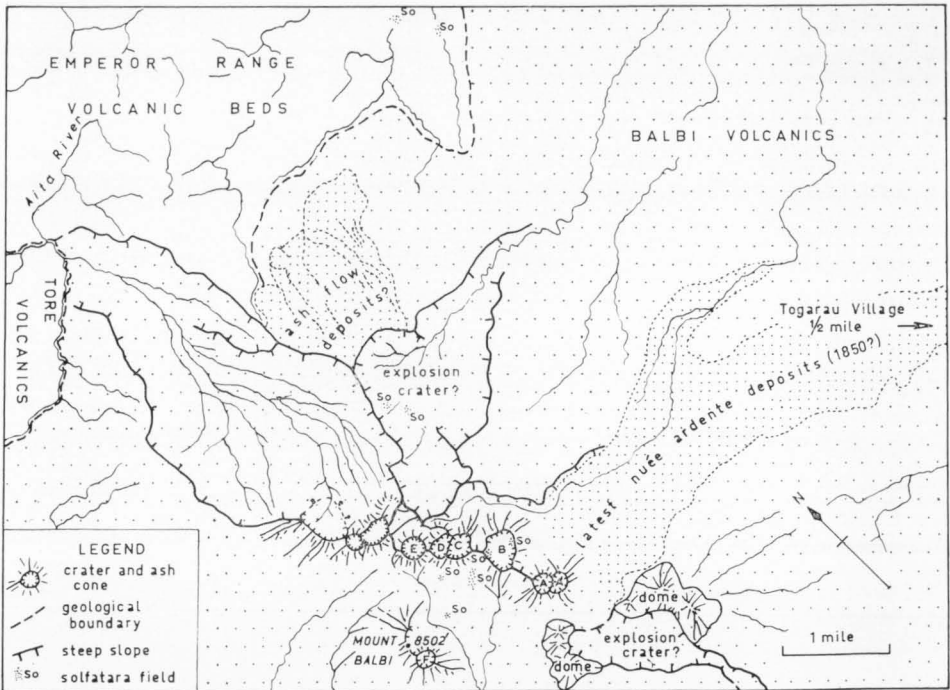 So
So
EMPEROR RANGE
VOLCANIC BEDS
BALBI VOLCANICS
Aita River
TORE
VOLCANICS
ash flow
deposits?
Togarau Village
1/2 mile
explosion
crater?
So
So
latest nuée ardente deposits (1850?)
N
E
D
C
B
So
So
So
So
A
MOUNT 8502'
BALBI
F
dome
explosion
crater?
dome
1 mile
LEGEND
crater and ash
cone
geological
boundary
steep slope
So
solfatara field